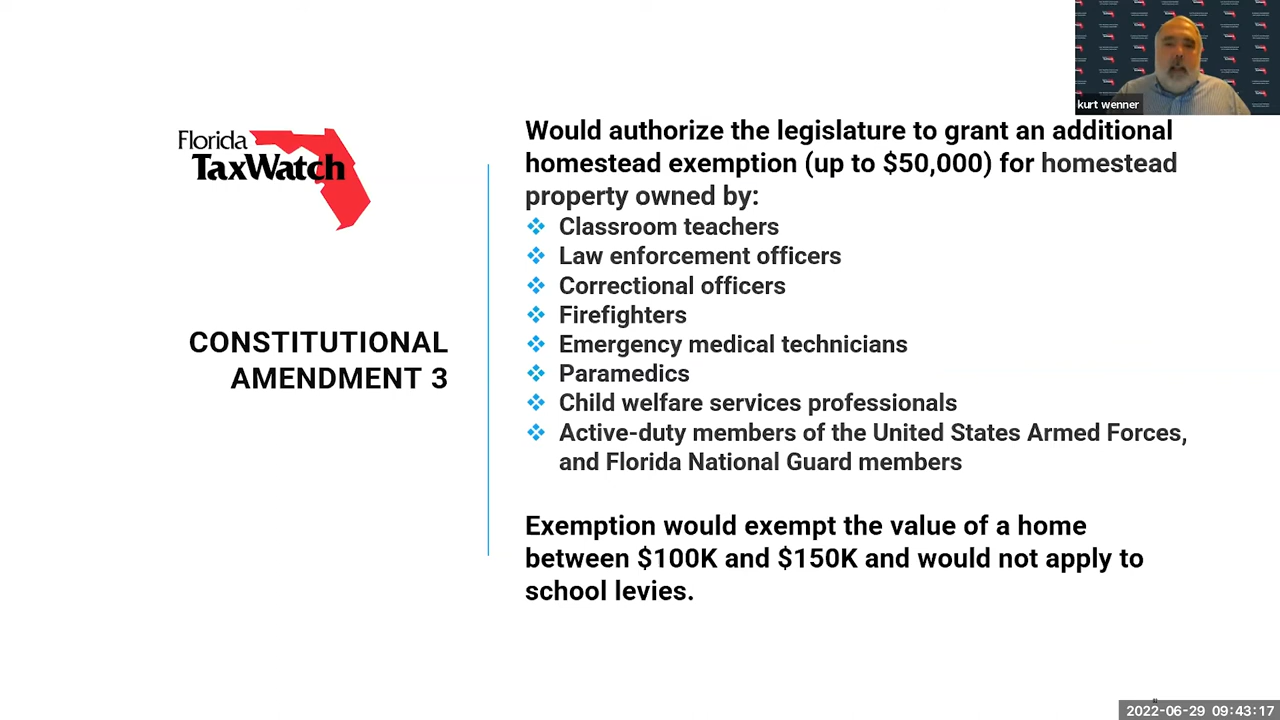 kurt wenner
Florida
TaxWatch
CONSTITUTIONAL
AMENDMENT 3
Would authorize the legislature to grant an additional
homestead exemption (up to $50,000) for homestead
property owned by:
❖ Classroom teachers
❖ Law enforcement officers
❖ Correctional officers
❖ Firefighters
❖ Emergency medical technicians
❖ Paramedics
❖ Child welfare services professionals
❖ Active-duty members of the United States Armed Forces,
and Florida National Guard members
Exemption would exempt the value of a home
between $100K and $150K and would not apply to
school levies.
2022-06-29 09:43:17